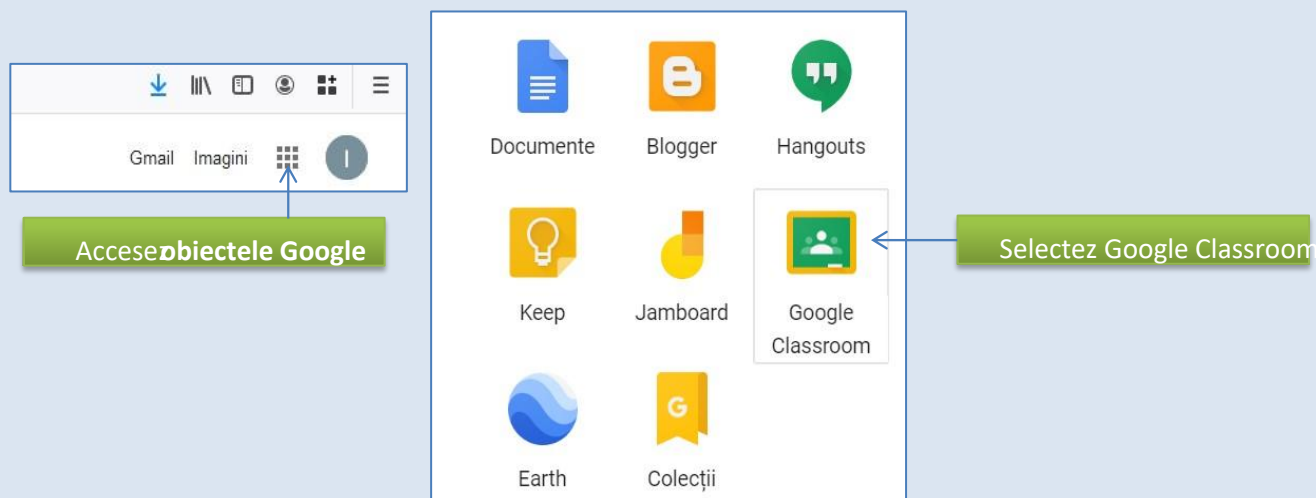 Gmail Imagini
I
Accesez obiectele Google
Documente Blogger Hangouts
Keep Jamboard Google
Classroom
Earth Colecții
G
Selectez Google Classroom